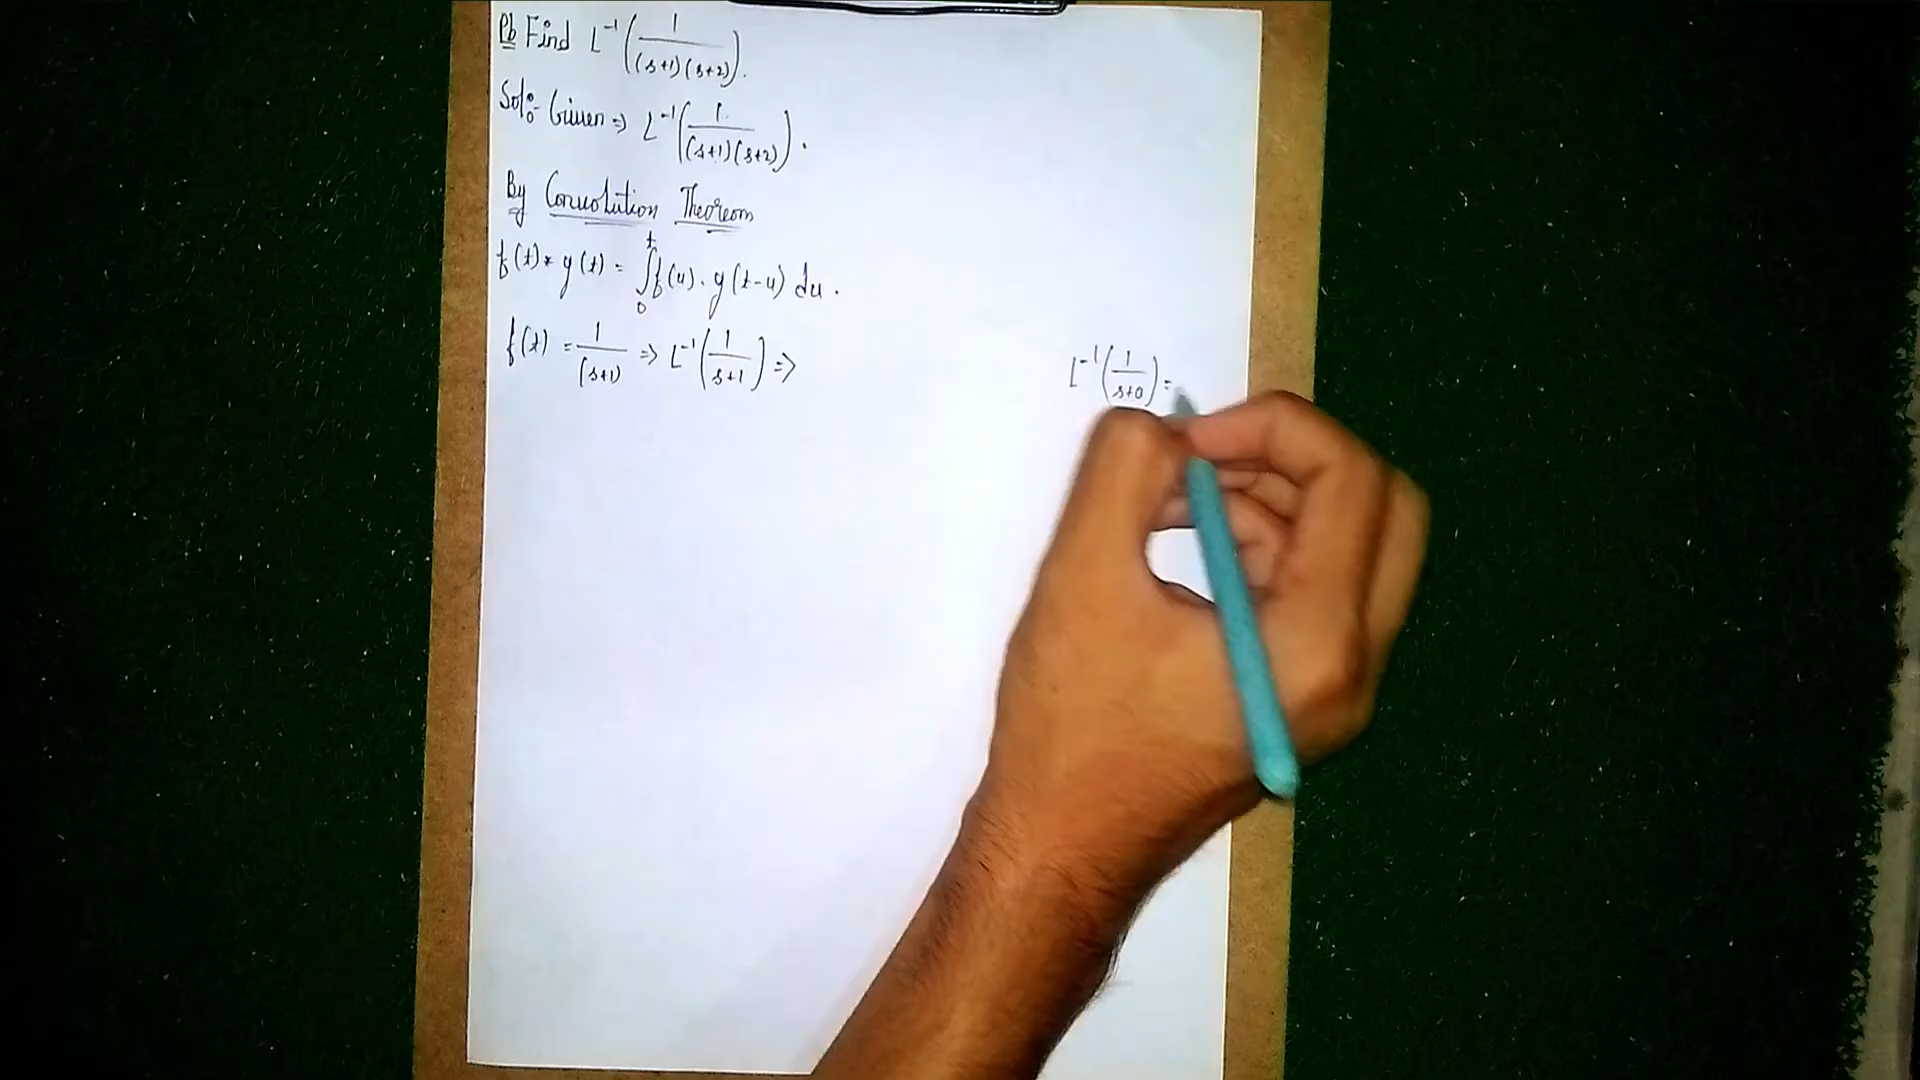 Pb Find L⁻¹(1/((s+1)(s+2))).
Sol:- Given => L⁻¹(1/((s+1)(s+2))).
By Convolution Theorem
f(t) * g(t) = ∫₀ᵗ f(u) . g(t-u) du .
f(t) = 1/(s+1) => L⁻¹(1/(s+1)) =>
L⁻¹(1/(s+a)) =